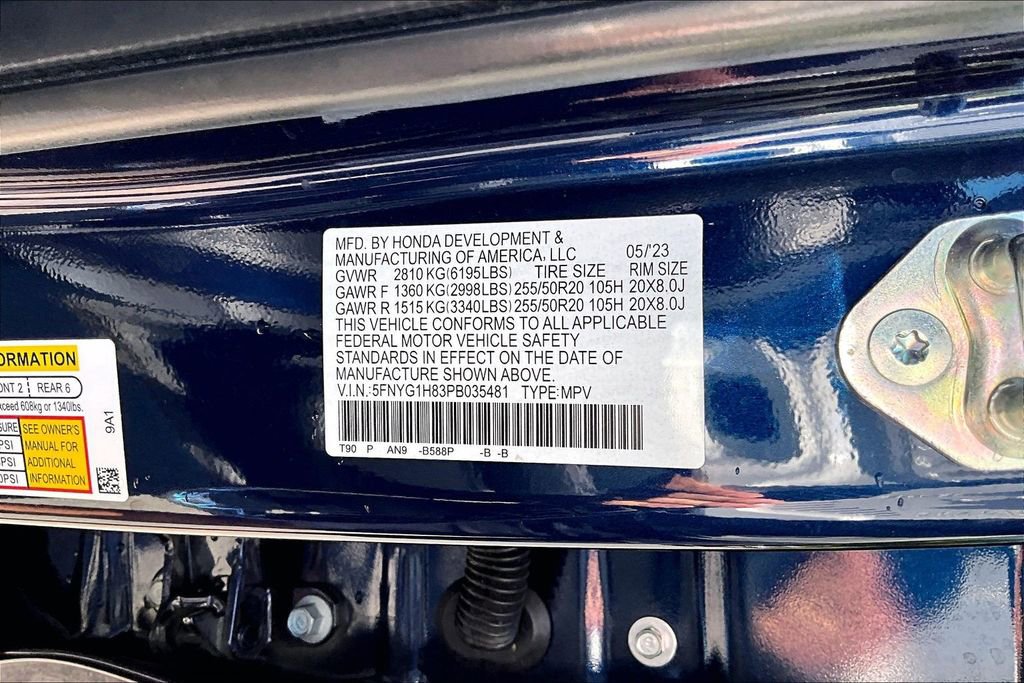 MFD. BY HONDA DEVELOPMENT &
MANUFACTURING OF AMERICA, LLC 05/'23
GVWR 2810 KG(6195LBS) TIRE SIZE RIM SIZE
GAWR F 1360 KG(2998LBS) 255/50R20 105H 20X8.0J
GAWR R 1515 KG(3340LBS) 255/50R20 105H 20X8.0J
THIS VEHICLE CONFORMS TO ALL APPLICABLE
FEDERAL MOTOR VEHICLE SAFETY
STANDARDS IN EFFECT ON THE DATE OF
MANUFACTURE SHOWN ABOVE.
V.I.N.:5FNYG1H83PB035481 TYPE:MPV
T90 P AN9 -B588P -B -B
ORMATION
ONT 2 REAR 6
xceed 608kg or 1340lbs.
SURE SEE OWNER'S
PSI MANUAL FOR
PSI ADDITIONAL
0PSI INFORMATION
9A1